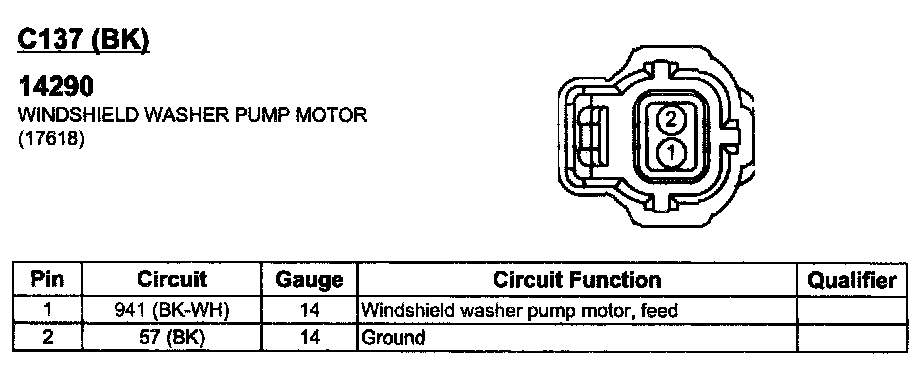 C137 (BK)
14290
WINDSHIELD WASHER PUMP MOTOR
(17618)
2
1
Pin Circuit Gauge Circuit Function Qualifier
1 941 (BK-WH) 14 Windshield washer pump motor, feed
2 57 (BK) 14 Ground